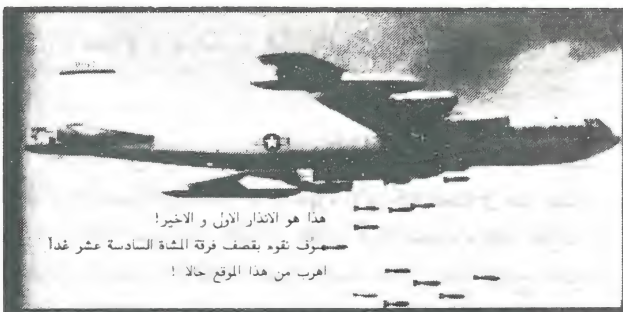 هذا هو الانذار الاول و الاخير!
سوف نقوم بقصف فرقة المشاة السادسة عشر غداً
اهرب من هذا الموقع حالا !